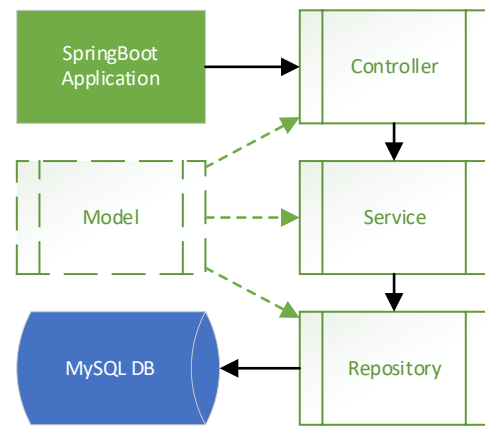 SpringBoot
Application
Controller
Model
Service
MySQL DB
Repository